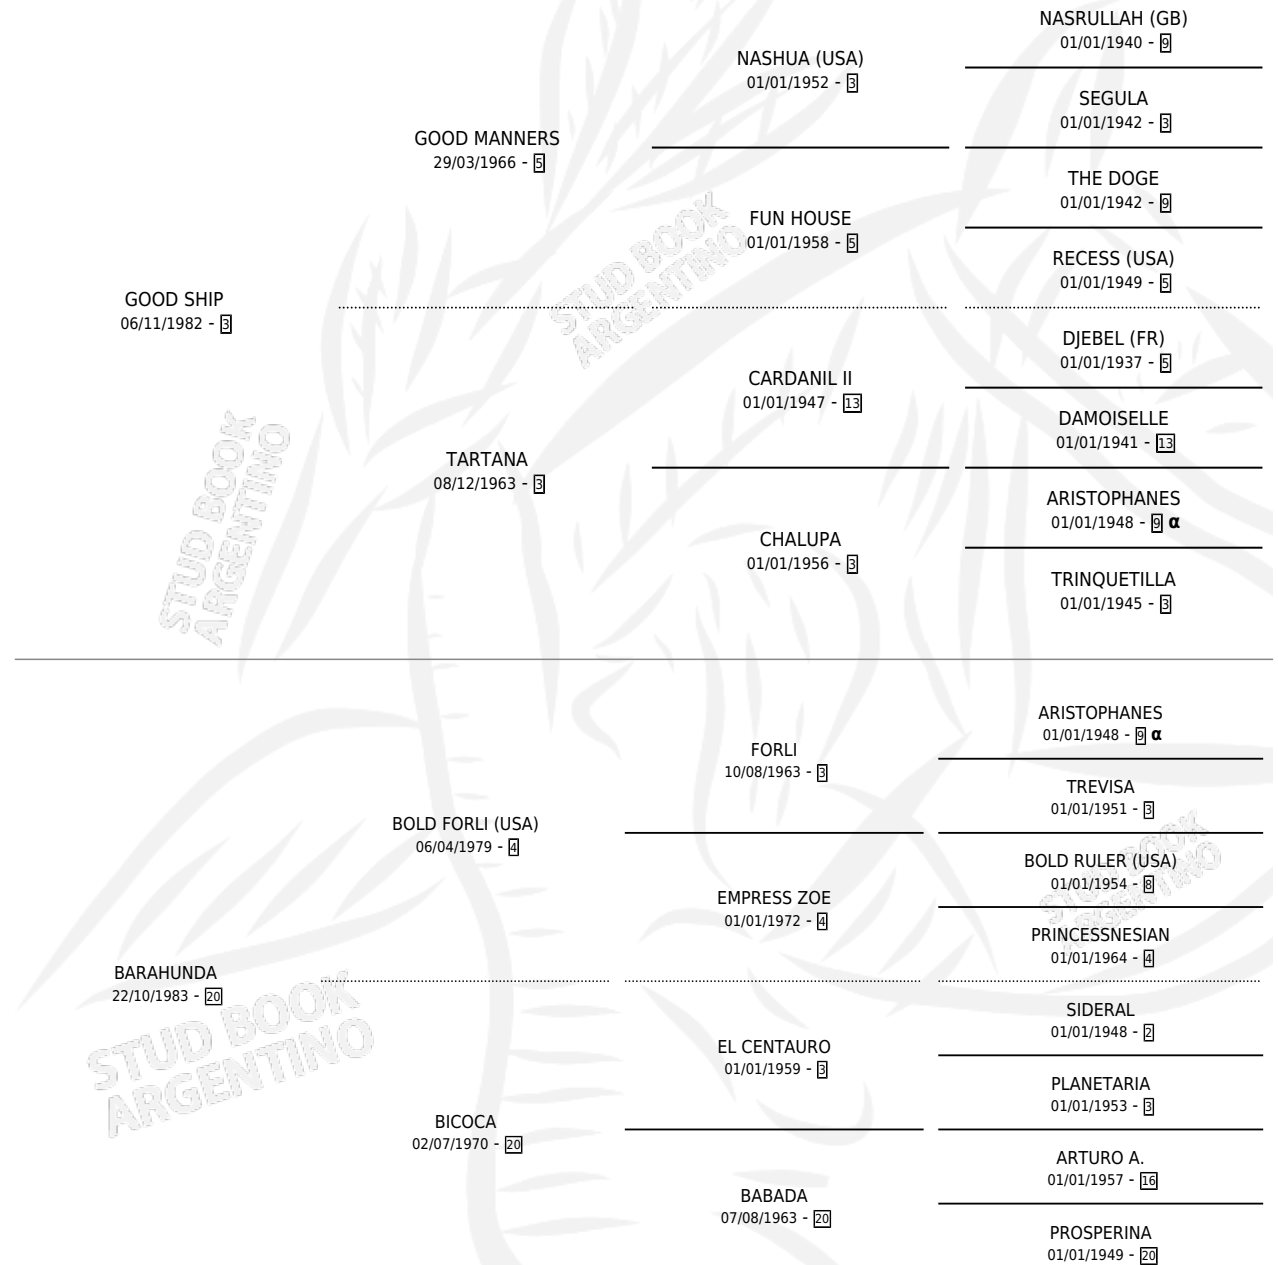 NASRULLAH (GB)
01/01/1940 - 9
NASHUA (USA)
01/01/1952 - 3
SEGULA
01/01/1942 - 3
GOOD MANNERS
29/03/1966 - 5
THE DOGE
01/01/1942 - 9
FUN HOUSE
01/01/1958 - 5
RECESS (USA)
01/01/1949 - 5
GOOD SHIP
06/11/1982 - 3
DJEBEL (FR)
01/01/1937 - 5
CARDANIL II
01/01/1947 - 13
DAMOISELLE
01/01/1941 - 13
TARTANA
08/12/1963 - 3
ARISTOPHANES
01/01/1948 - 9 α
CHALUPA
01/01/1956 - 3
TRINQUETILLA
01/01/1945 - 3
ARISTOPHANES
01/01/1948 - 9 α
FORLI
10/08/1963 - 3
TREVISA
01/01/1951 - 3
BOLD FORLI (USA)
06/04/1979 - 4
BOLD RULER (USA)
01/01/1954 - 8
EMPRESS ZOE
01/01/1972 - 4
PRINCESSNESIAN
01/01/1964 - 4
BARAHUNDA
22/10/1983 - 20
SIDERAL
01/01/1948 - 2
EL CENTAURO
01/01/1959 - 3
PLANETARIA
01/01/1953 - 3
BICOCA
02/07/1970 - 20
ARTURO A.
01/01/1957 - 16
BABADA
07/08/1963 - 20
PROSPERINA
01/01/1949 - 20
STUD BOOK
ARGENTINO
STUD BOOK
ARGENTINO
STUD BOOK
ARGENTINO
STUD BOOK
ARGENTINO